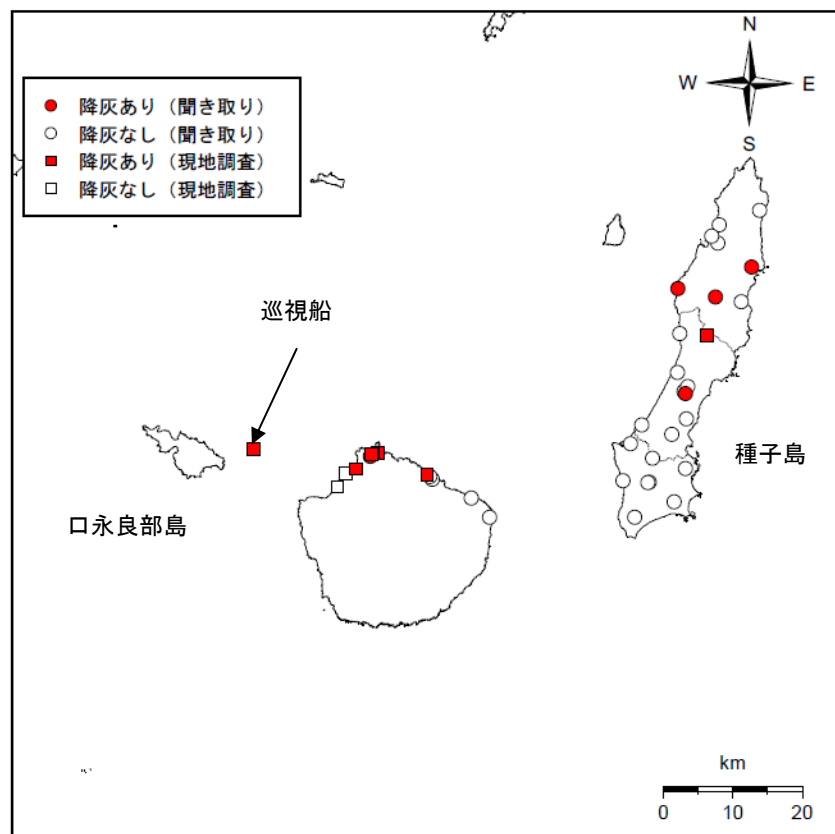 N
W E
S
降灰あり（聞き取り）
降灰なし（聞き取り）
降灰あり（現地調査）
降灰なし（現地調査）
巡視船
種子島
口永良部島
km
0 10 20